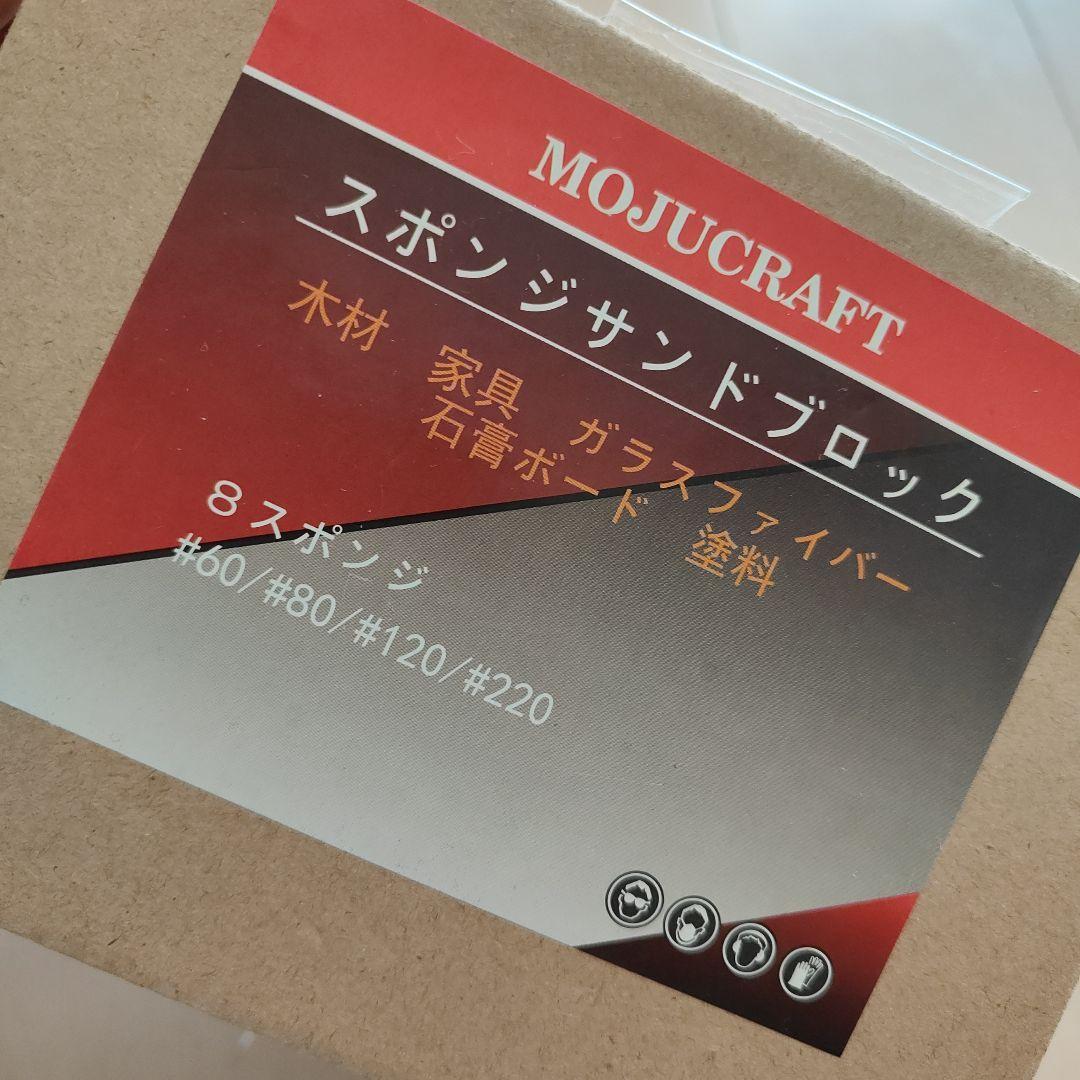 MOJUCRAFT
スポンジサンドブロック
木材 家具 ガラスファイバー
石膏ボード 塗料
8スポンジ
#60/#80/#120/#220